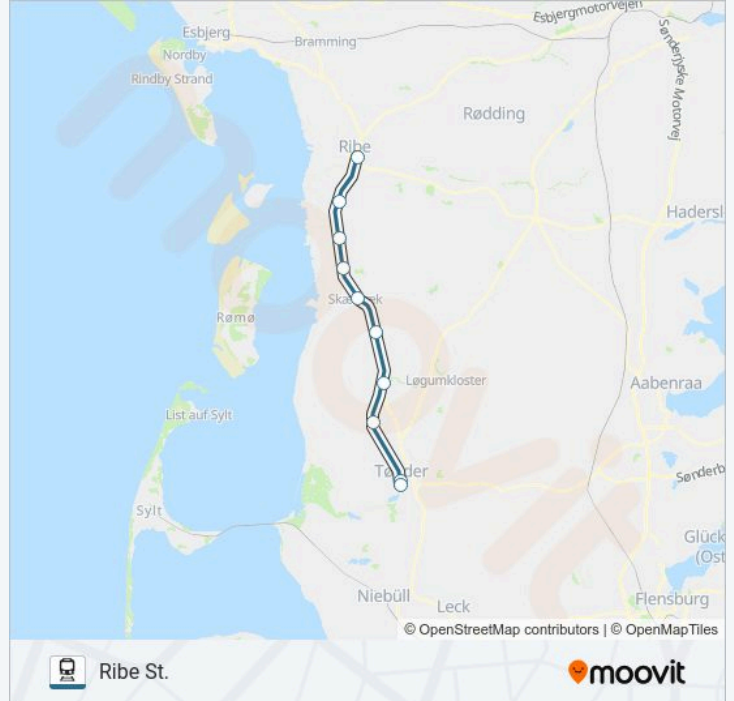 Esbjergmotorvejen
Esbjerg
Bramming
Nordby
Rindby Strand
Sønderjyske Motorvej
Rødding
Ribe
Hadersl
Rømø
Løgumkloster
Aabenraa
List auf Sylt
Sønderb
Sylt
Glück
(Ost
Niebüll
Leck
Flensburg
© OpenStreetMap contributors | © OpenMapTiles
Ribe St.
moovit
moovit